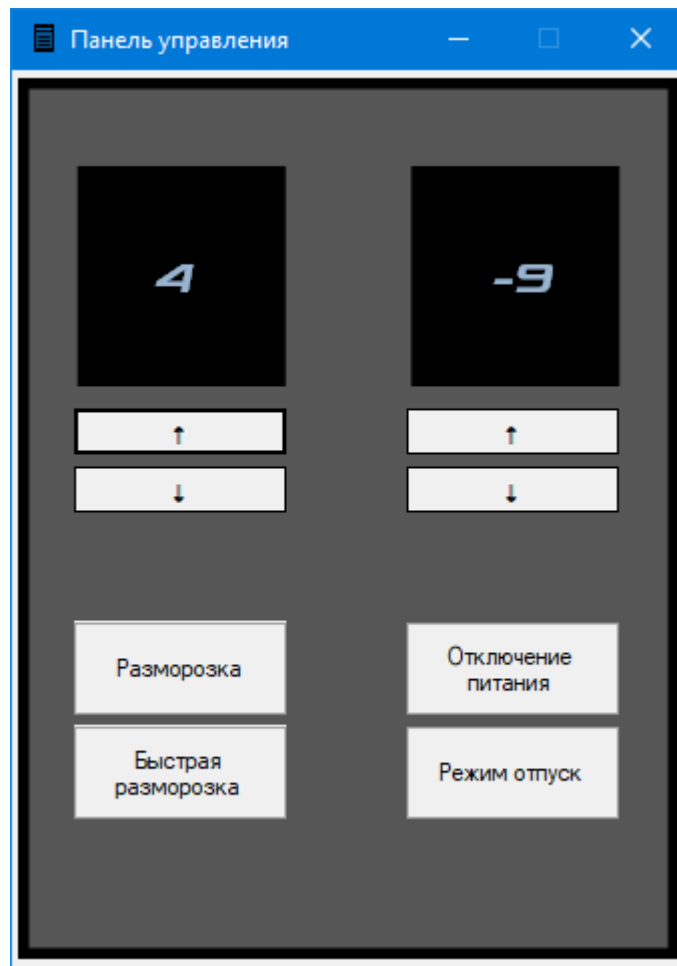 Панель управления
4
-9
↑
↑
↓
↓
Разморозка
Отключение
питания
Быстрая
разморозка
Режим отпуск